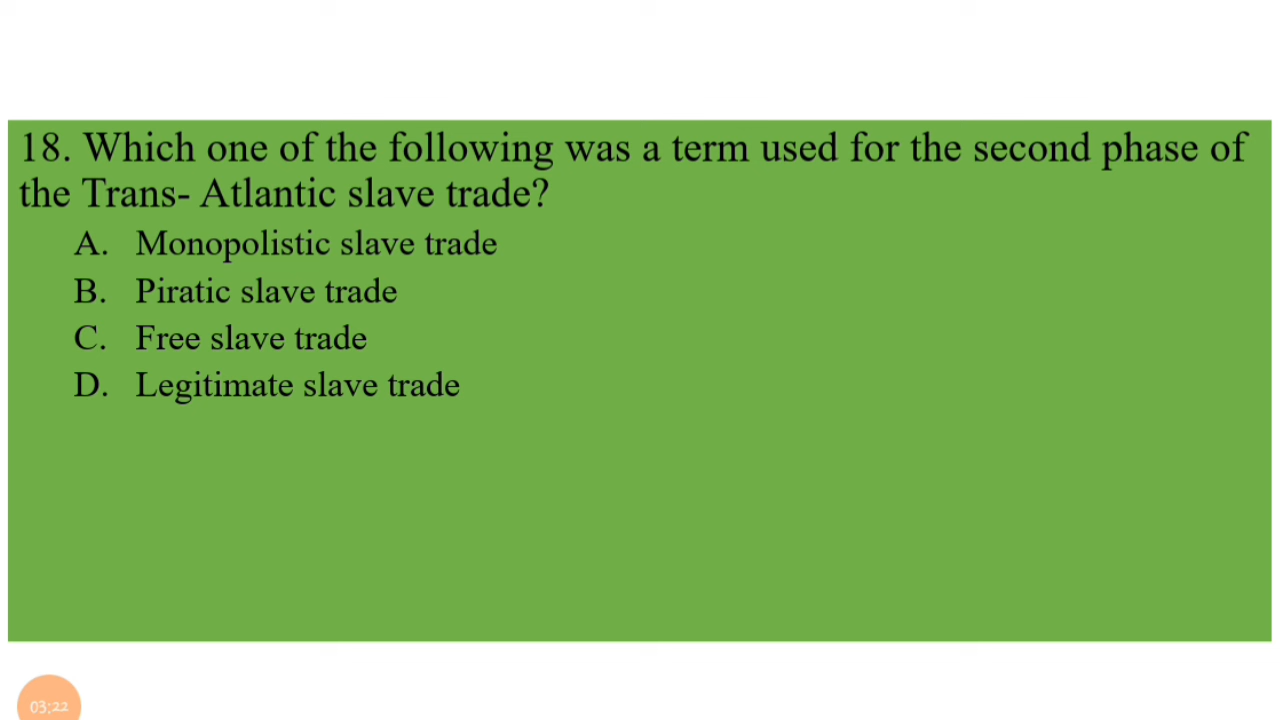 18. Which one of the following was a term used for the second phase of
the Trans- Atlantic slave trade?
A. Monopolistic slave trade
B. Piratic slave trade
C. Free slave trade
D. Legitimate slave trade
03:22